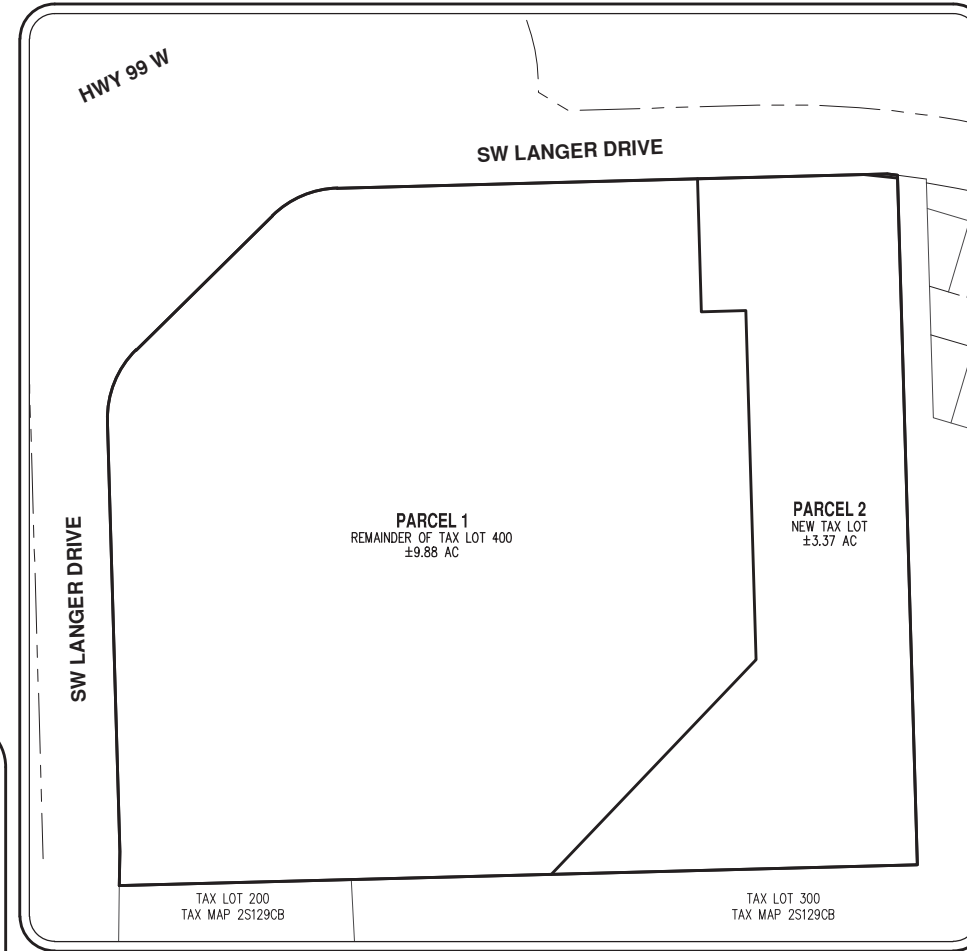 HWY 99 W
SW LANGER DRIVE
PARCEL 1
REMAINDER OF TAX LOT 400
±9.88 AC
PARCEL 2
NEW TAX LOT
±3.37 AC
SW LANGER DRIVE
TAX LOT 200
TAX MAP 2S129CB
TAX LOT 300
TAX MAP 2S129CB